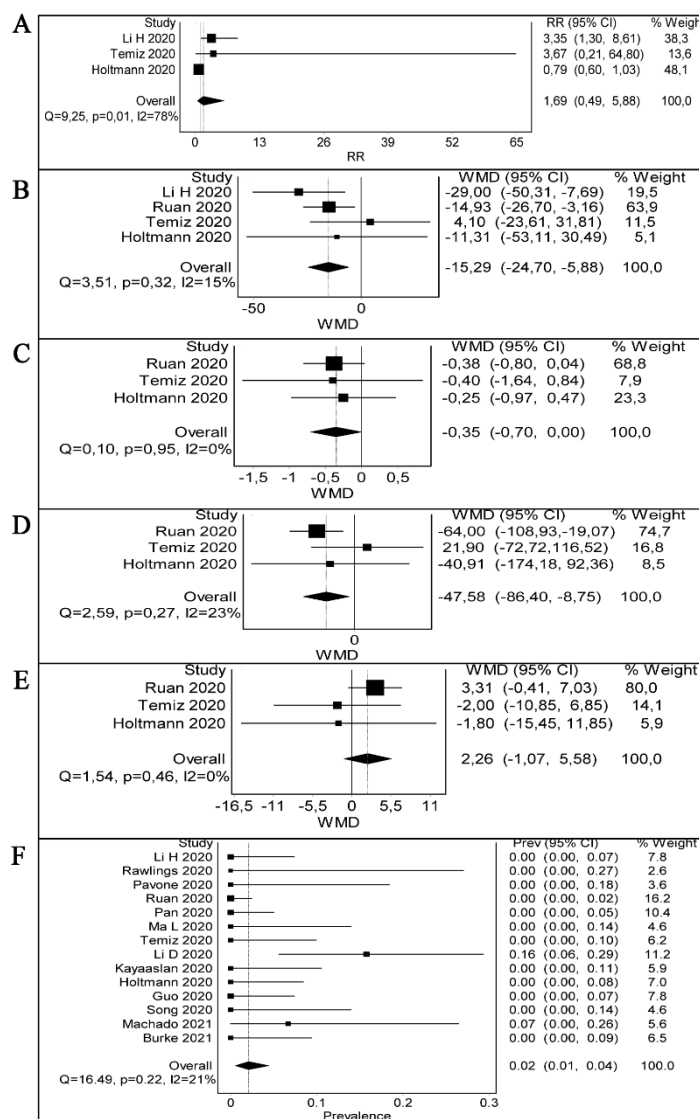 A
Study RR (95% CI) % Weight
Li H 2020 3,35 (1,30, 8,61) 38,3
Temiz 2020 3,67 (0,21, 64,80) 13,6
Holtmann 2020 0,79 (0,60, 1,03) 48,1
Overall 1,69 (0,49, 5,88) 100,0
Q=9,25, p=0,01, I2=78%
0 13 26 39 52 65
RR
B
Study WMD (95% CI) % Weight
Li H 2020 -29,00 (-50,31, -7,69) 19,5
Ruan 2020 -14,93 (-26,70, -3,16) 63,9
Temiz 2020 4,10 (-23,61, 31,81) 11,5
Holtmann 2020 -11,31 (-53,11, 30,49) 5,1
Overall -15,29 (-24,70, -5,88) 100,0
Q=3,51, p=0,32, I2=15%
-50 0
WMD
C
Study WMD (95% CI) % Weight
Ruan 2020 -0,38 (-0,80, 0,04) 68,8
Temiz 2020 -0,40 (-1,64, 0,84) 7,9
Holtmann 2020 -0,25 (-0,97, 0,47) 23,3
Overall -0,35 (-0,70, 0,00) 100,0
Q=0,10, p=0,95, I2=0%
-1,5 -1 -0,5 0 0,5
WMD
D
Study WMD (95% CI) % Weight
Ruan 2020 -64,00 (-108,93,-19,07) 74,7
Temiz 2020 21,90 (-72,72,116,52) 16,8
Holtmann 2020 -40,91 (-174,18, 92,36) 8,5
Overall -47,58 (-86,40, -8,75) 100,0
Q=2,59, p=0,27, I2=23%
0
WMD
E
Study WMD (95% CI) % Weight
Ruan 2020 3,31 (-0,41, 7,03) 80,0
Temiz 2020 -2,00 (-10,85, 6,85) 14,1
Holtmann 2020 -1,80 (-15,45, 11,85) 5,9
Overall 2,26 (-1,07, 5,58) 100,0
Q=1,54, p=0,46, I2=0%
-16,5 -11 -5,5 0 5,5 11
WMD
F
Study Prev (95% CI) % Weight
Li H 2020 0.00 (0.00, 0.07) 7.8
Rawlings 2020 0.00 (0.00, 0.27) 2.6
Pavone 2020 0.00 (0.00, 0.18) 3.6
Ruan 2020 0.00 (0.00, 0.02) 16.2
Pan 2020 0.00 (0.00, 0.05) 10.4
Ma L 2020 0.00 (0.00, 0.14) 4.6
Temiz 2020 0.00 (0.00, 0.10) 6.2
Li D 2020 0.16 (0.06, 0.29) 11.2
Kayaaslan 2020 0.00 (0.00, 0.11) 5.9
Holtmann 2020 0.00 (0.00, 0.08) 7.0
Guo 2020 0.00 (0.00, 0.07) 7.8
Song 2020 0.00 (0.00, 0.14) 4.6
Machado 2021 0.07 (0.00, 0.26) 5.6
Burke 2021 0.00 (0.00, 0.09) 6.5
Overall 0.02 (0.01, 0.04) 100.0
Q=16.49, p=0.22, I2=21%
0 0.1 0.2 0.3
Prevalence